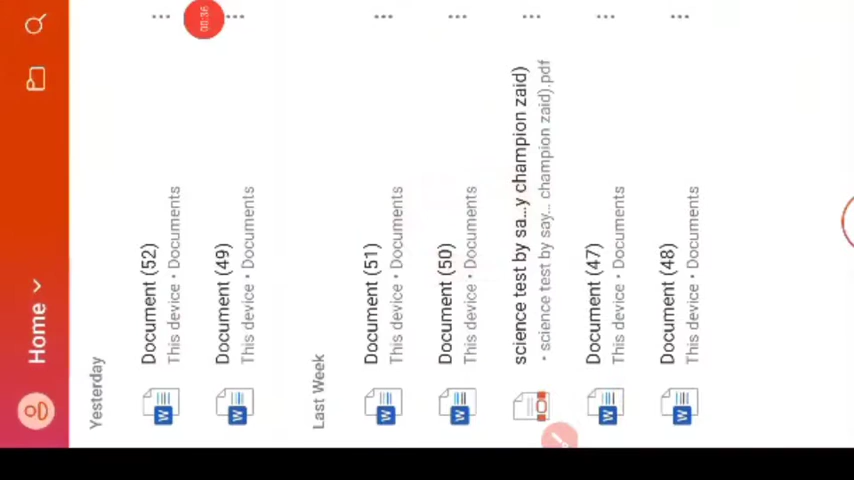 Home
00:36
Yesterday
Document (52)
This device • Documents
Document (49)
This device • Documents
Last Week
Document (51)
This device • Documents
Document (50)
This device • Documents
science test by sa...y champion zaid)
• science test by say... champion zaid).pdf
Document (47)
This device • Documents
Document (48)
This device • Documents